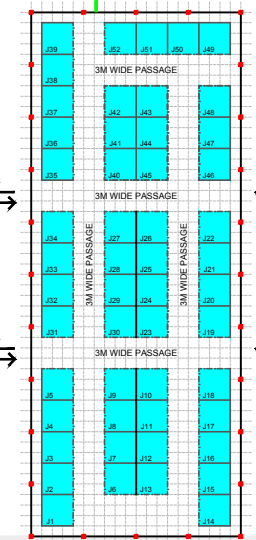 J39 J52 J51 J50 J49
3M WIDE PASSAGE
J38
J37 J42 J43 J48
J36 J41 J44 J47
J35 J40 J45 J46
3M WIDE PASSAGE
J34 J27 J26 J22
3M WIDE PASSAGE
3M WIDE PASSAGE
J33 J28 J25 J21
J32 J29 J24 J20
J31 J30 J23 J19
3M WIDE PASSAGE
J5 J9 J10 J18
J4 J8 J11 J17
J3 J7 J12 J16
J2 J6 J13 J15
J1 J14